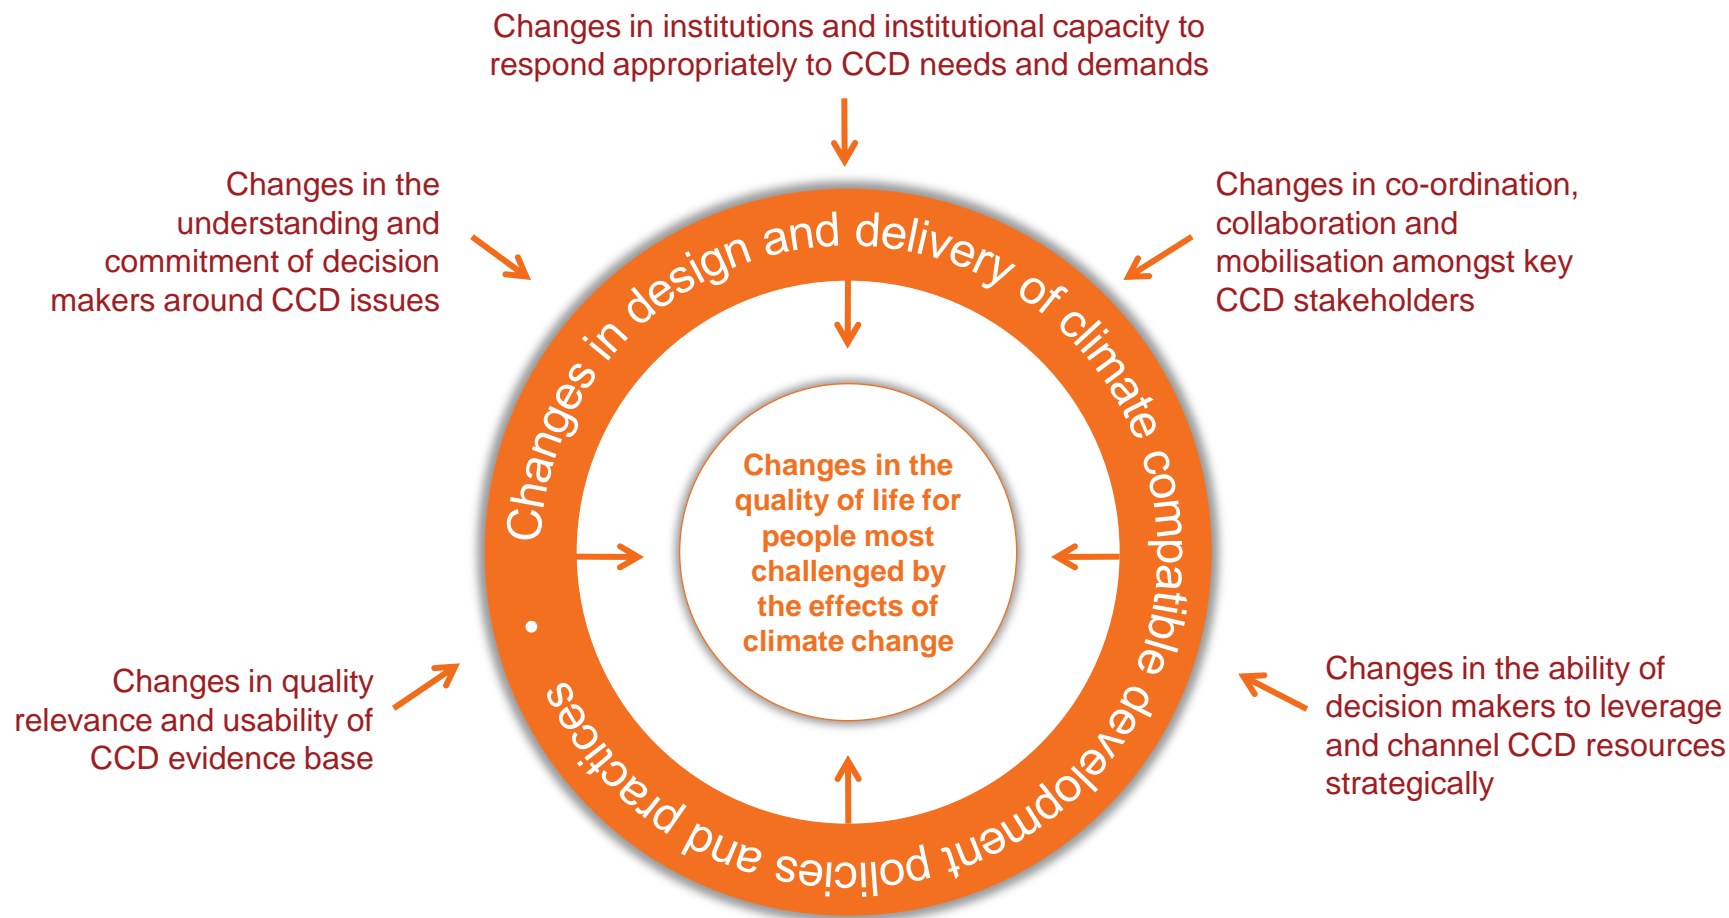 Changes in institutions and institutional capacity to
respond appropriately to CCD needs and demands
Changes in the
understanding and
commitment of decision
makers around CCD issues
Changes in co-ordination,
collaboration and
mobilisation amongst key
CCD stakeholders
Changes in design and delivery of climate compatible development policies and practices •
Changes in the
quality of life for
people most
challenged by
the effects of
climate change
Changes in quality
relevance and usability of
CCD evidence base
Changes in the ability of
decision makers to leverage
and channel CCD resources
strategically